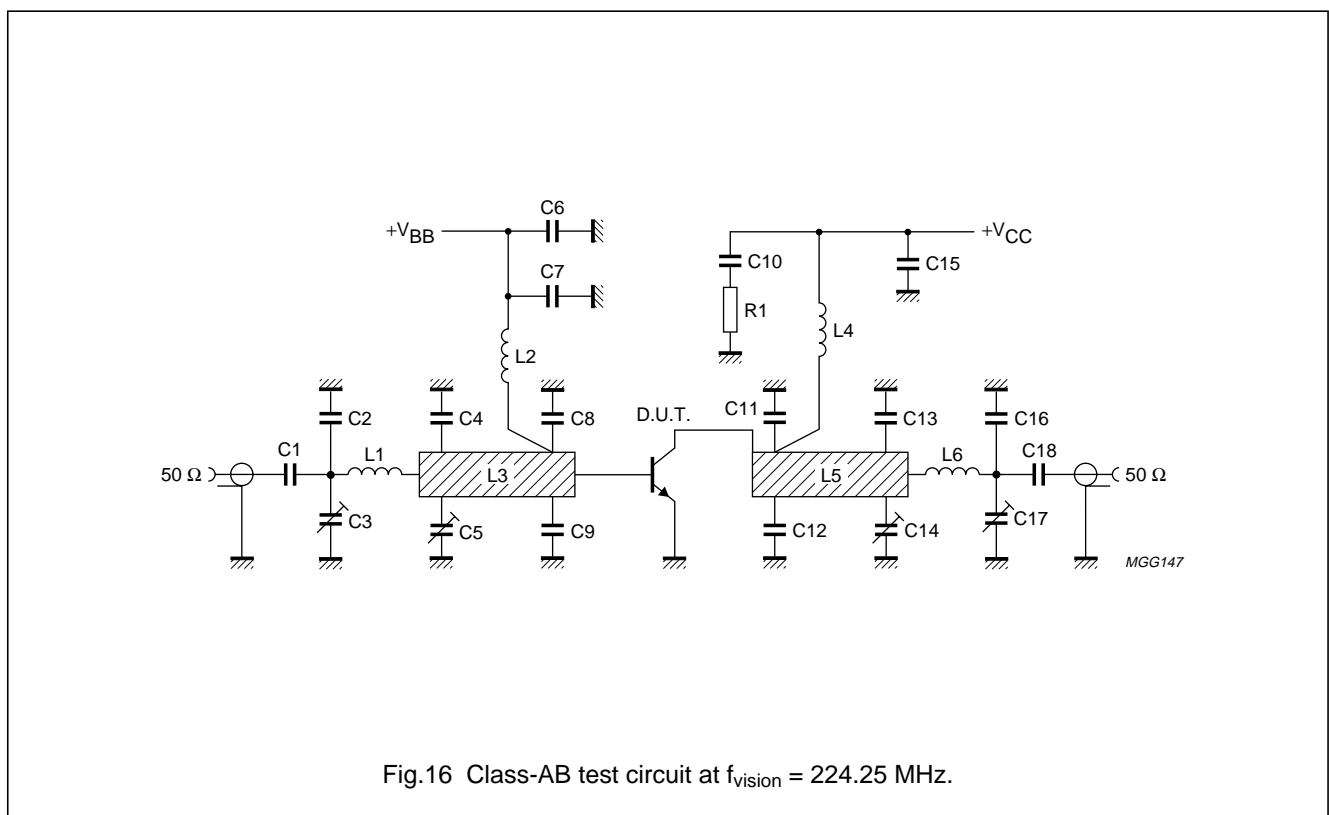 C6
+VBB
+VCC
C10
C15
C7
R1
L4
L2
C2
C4
C8
D.U.T.
C11
C13
C16
C1
L1
L6
C18
50 Ω
L3
L5
50 Ω
C3
C5
C9
C12
C14
C17
MGG147
Fig.16 Class-AB test circuit at fvision = 224.25 MHz.